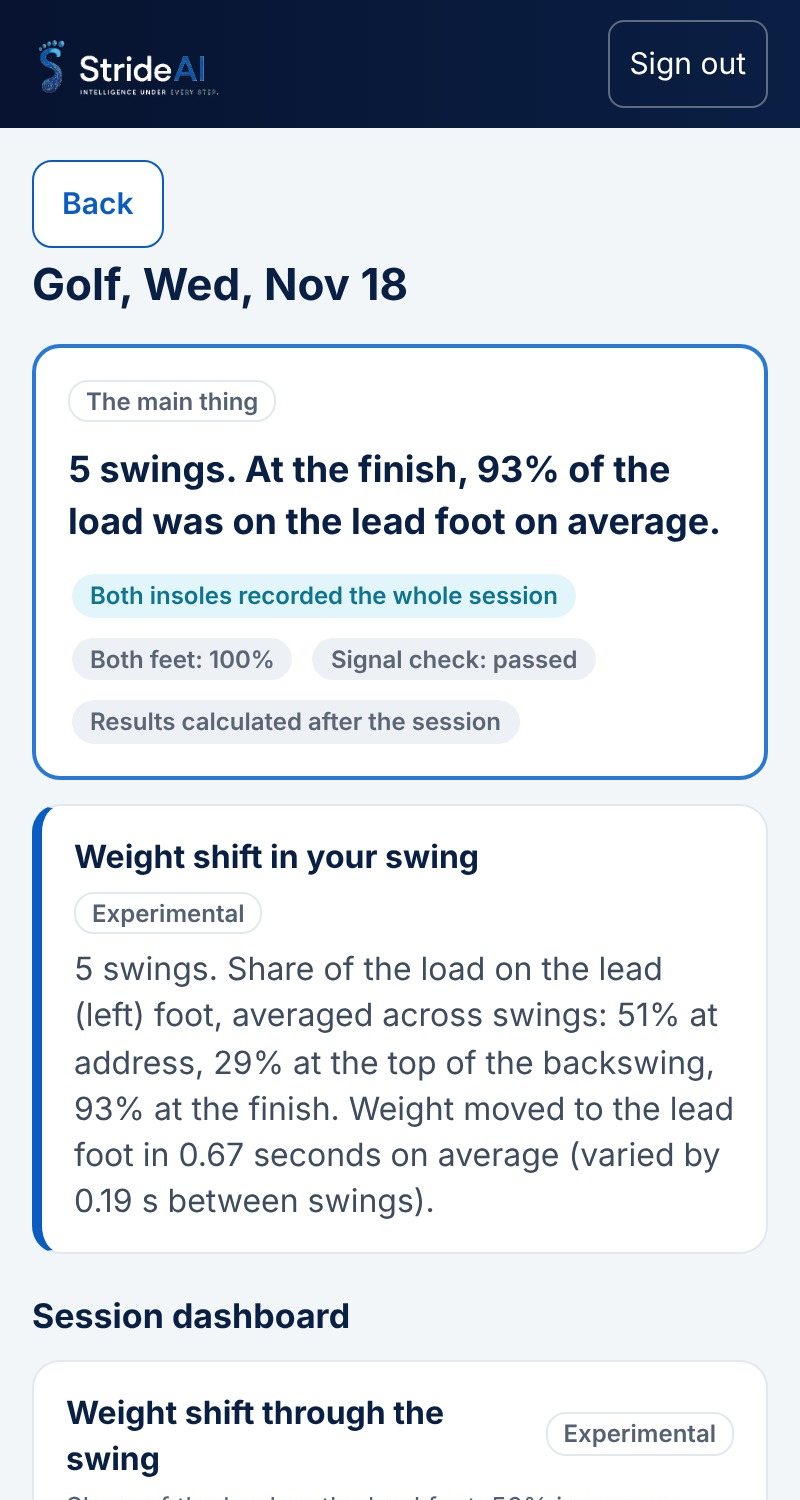 StrideAI
INTELLIGENCE UNDER EVERY STEP.
Sign out
Back
Golf, Wed, Nov 18
The main thing
5 swings. At the finish, 93% of the
load was on the lead foot on average.
Both insoles recorded the whole session
Both feet: 100%
Signal check: passed
Results calculated after the session
Weight shift in your swing
Experimental
5 swings. Share of the load on the lead
(left) foot, averaged across swings: 51% at
address, 29% at the top of the backswing,
93% at the finish. Weight moved to the lead
foot in 0.67 seconds on average (varied by
0.19 s between swings).
Session dashboard
Weight shift through the
swing
Experimental